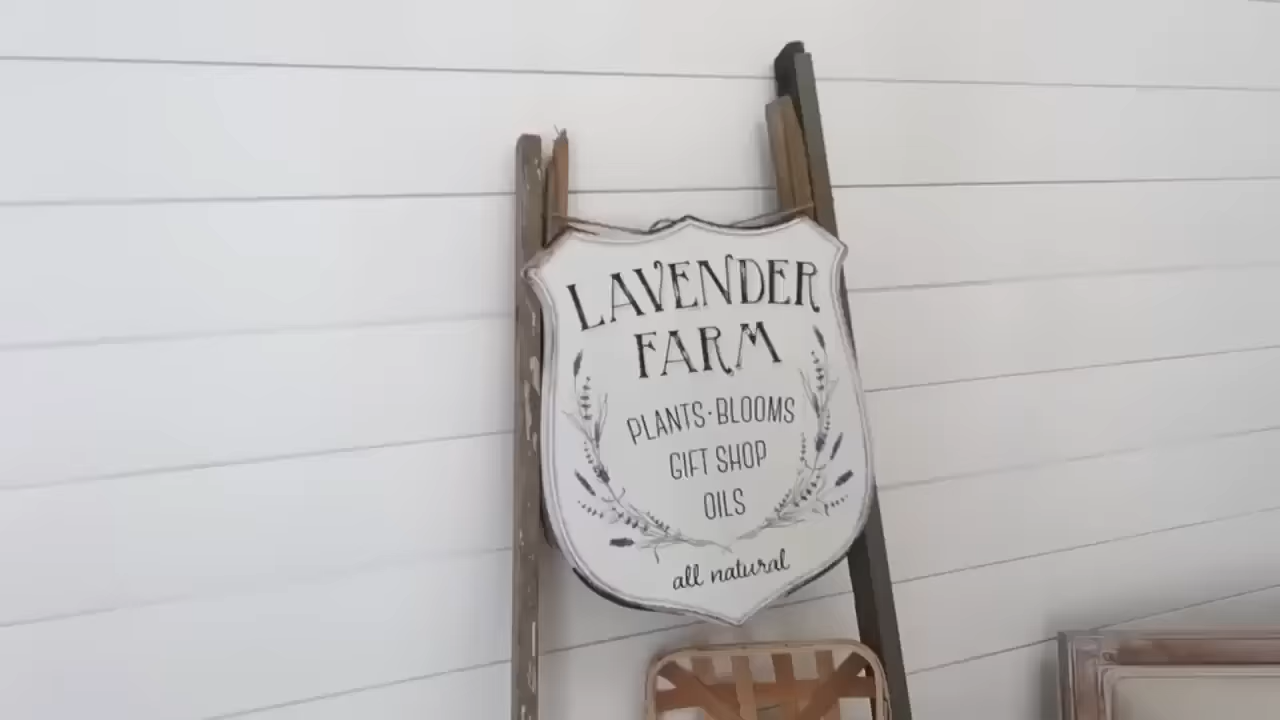 LAVENDER
FARM
PLANTS·BLOOMS
GIFT SHOP
OILS
all natural